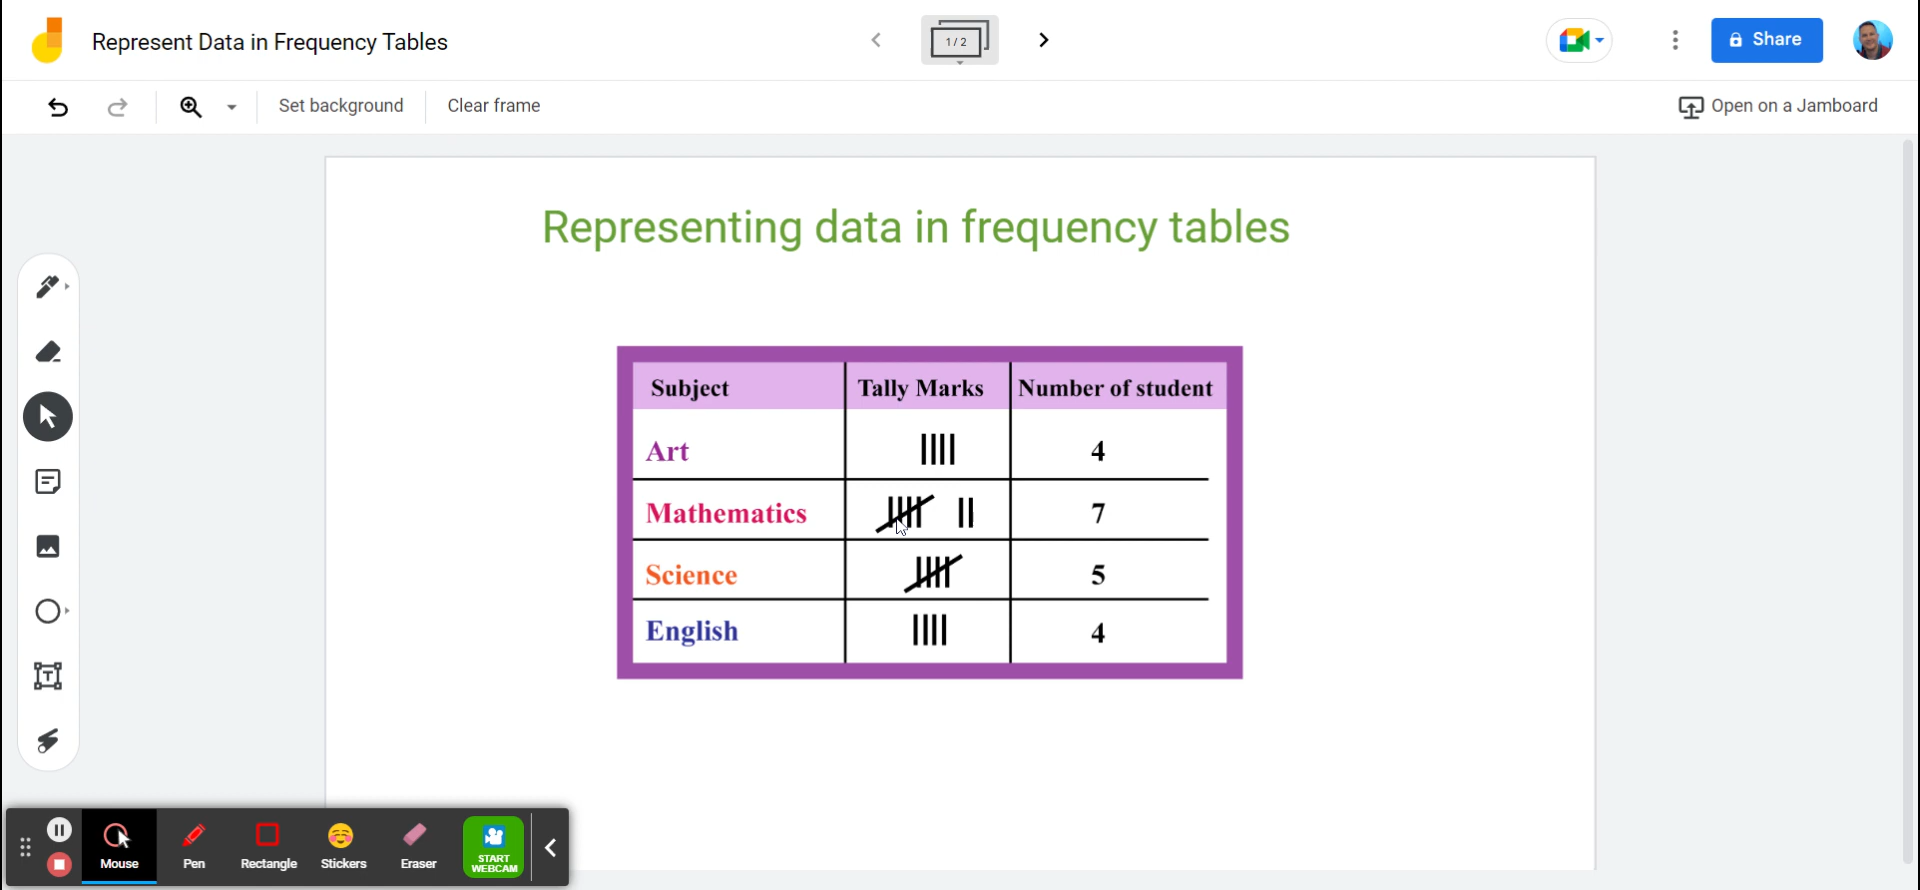 Represent Data in Frequency Tables
1 / 2
Share
Set background
Clear frame
Open on a Jamboard
Representing data in frequency tables
Subject Tally Marks Number of student
Art 4
Mathematics 7
Science 5
English 4
Mouse
Pen
Rectangle
Stickers
Eraser
START
WEBCAM